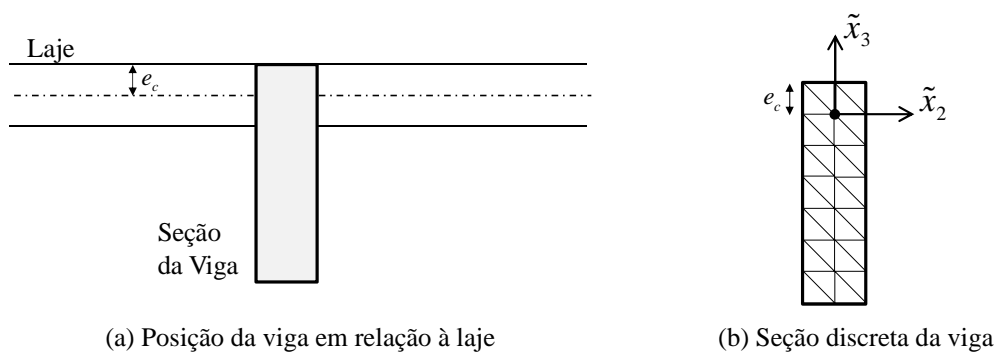 Laje
e_c
Seção
da Viga
(a) Posição da viga em relação à laje
x̃_3
e_c
x̃_2
(b) Seção discreta da viga